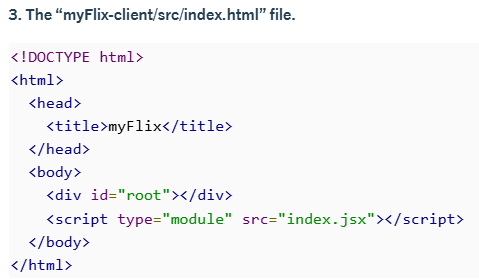 3. The “myFlix-client/src/index.html” file.
<!DOCTYPE html>
<html>
  <head>
    <title>myFlix</title>
  </head>
  <body>
    <div id="root"></div>
    <script type="module" src="index.jsx"></script>
  </body>
</html>